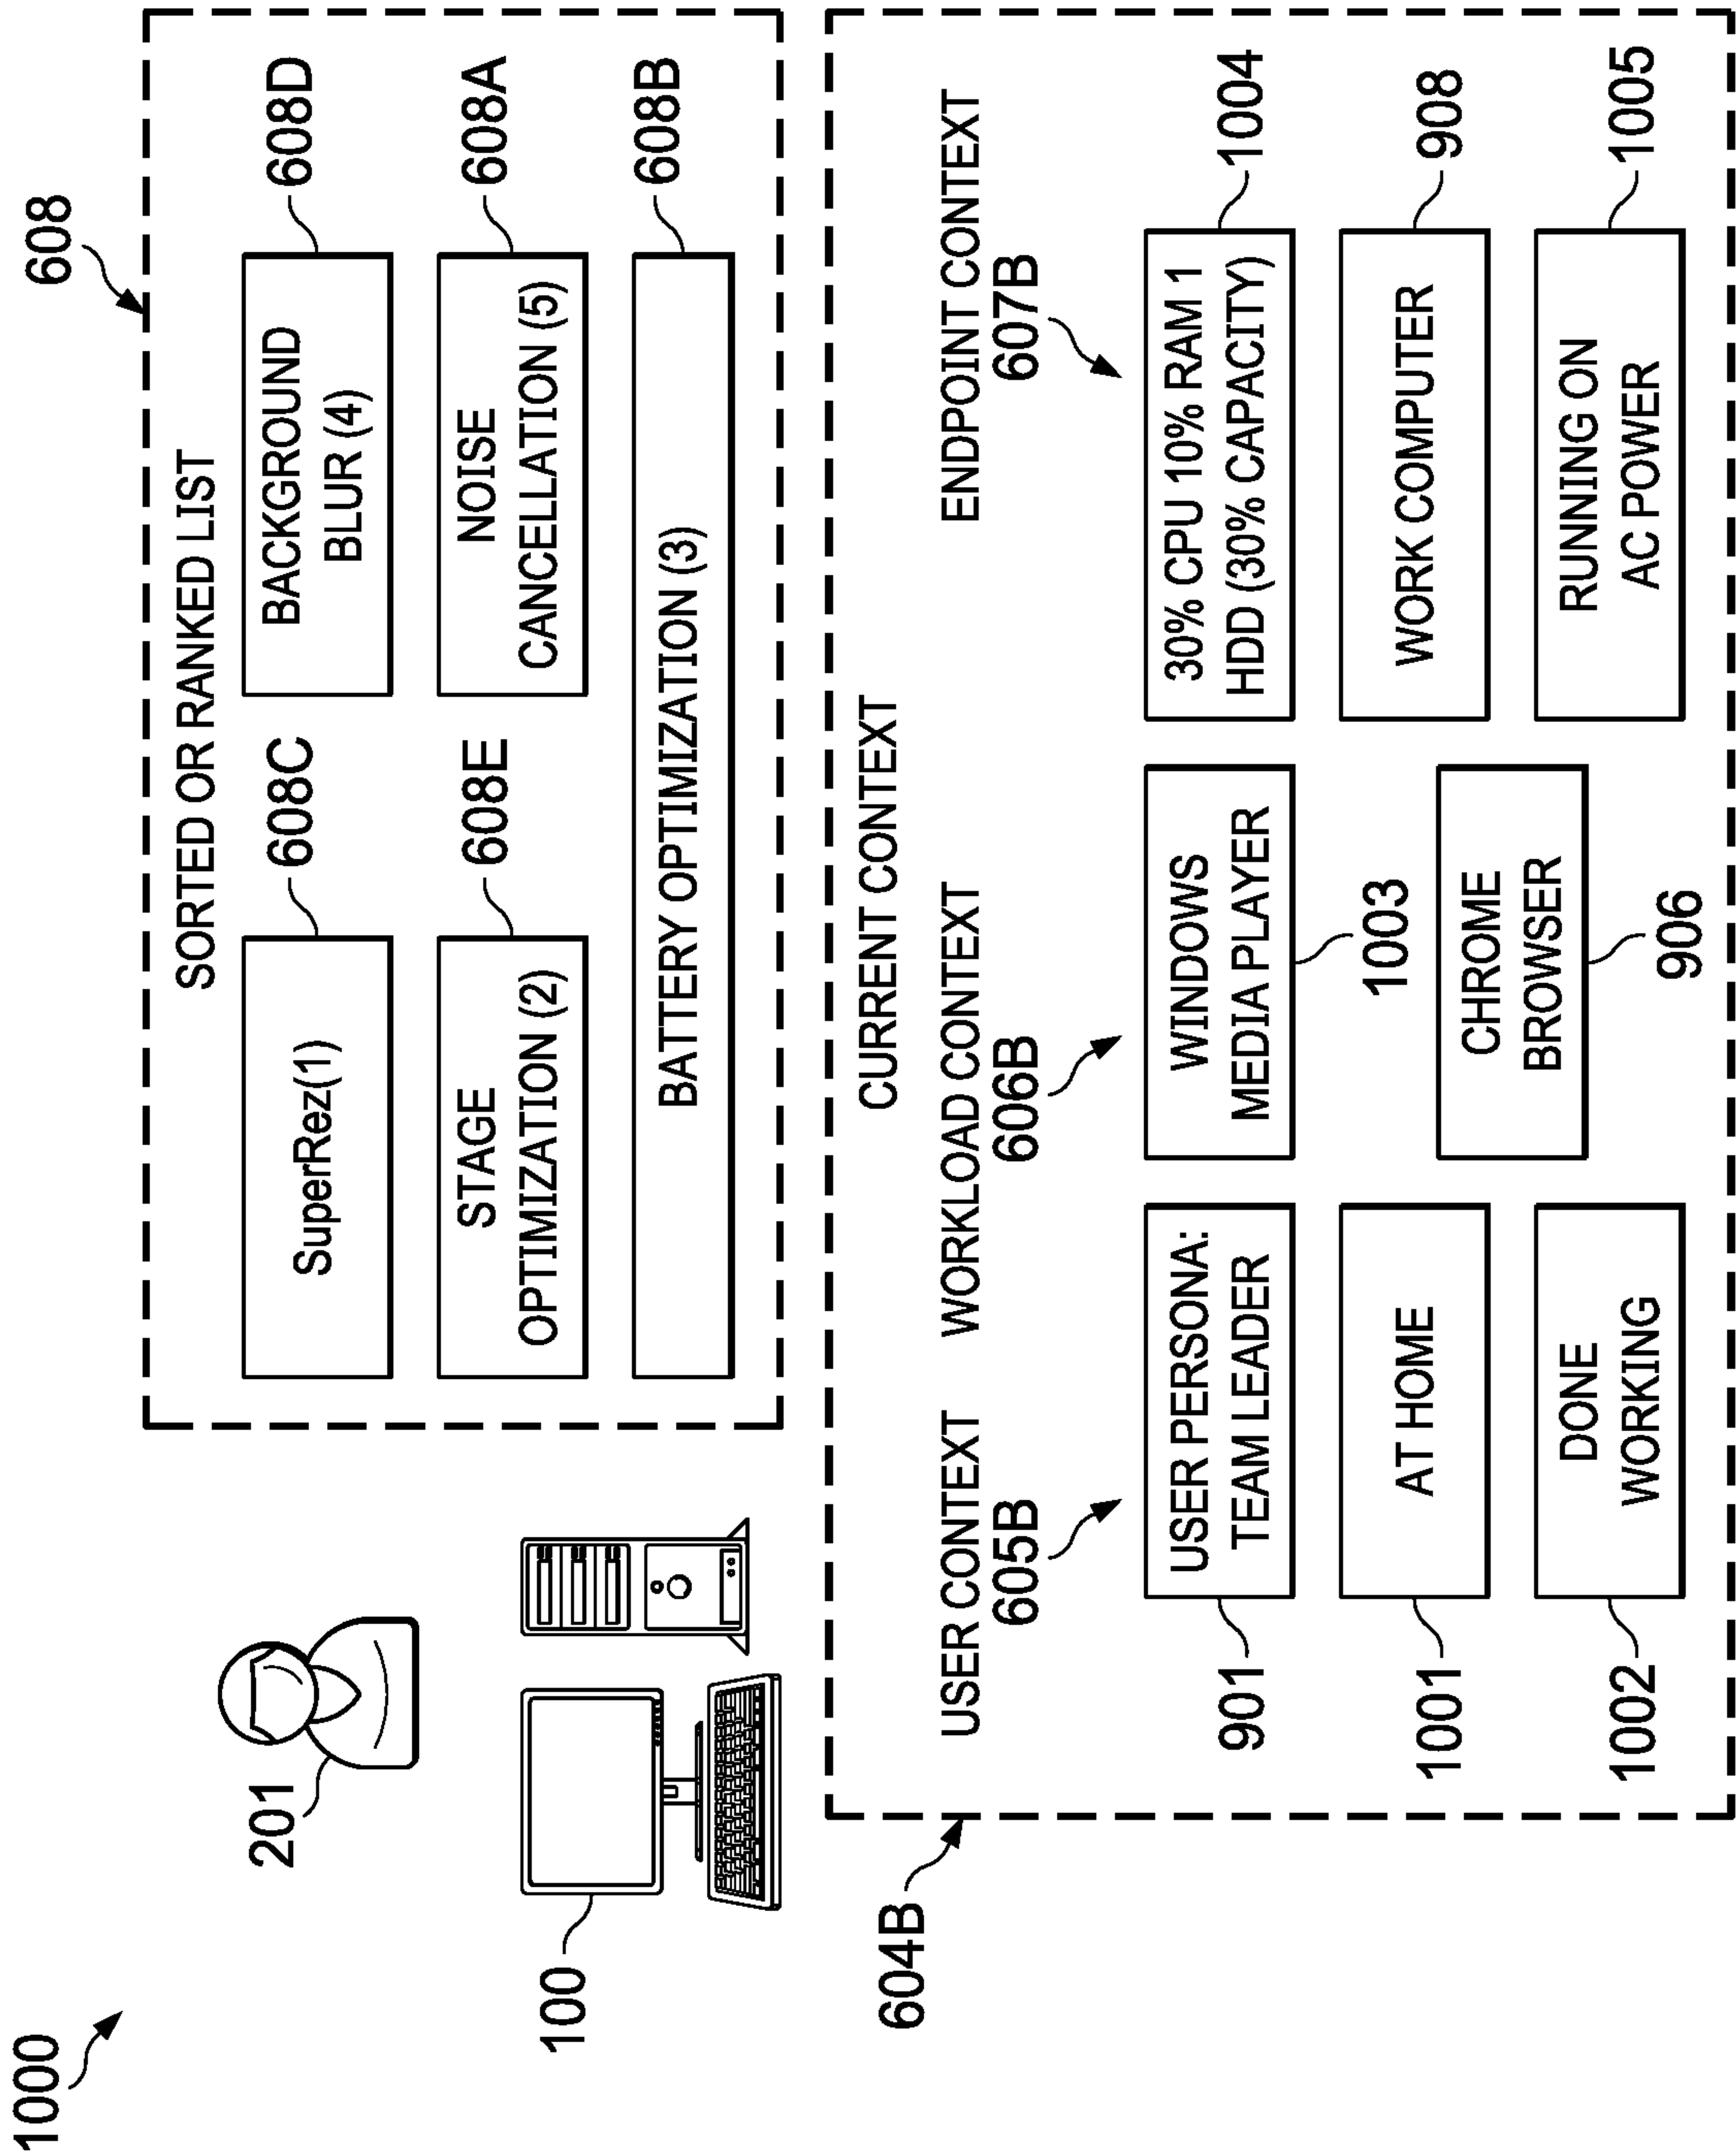 1000
201
100
608
SORTED OR RANKED LIST
SuperRez(1)
608C
BACKGROUND
BLUR (4)
608D
STAGE
OPTIMIZATION (2)
608E
NOISE
CANCELLATION (5)
608A
BATTERY OPTIMIZATION (3)
608B
604B
CURRENT CONTEXT
USER CONTEXT
605B
WORKLOAD CONTEXT
606B
ENDPOINT CONTEXT
607B
901
USER PERSONA:
TEAM LEADER
1001
AT HOME
1002
DONE
WORKING
WINDOWS
MEDIA PLAYER
1003
CHROME
BROWSER
906
30% CPU 10% RAM 1
HDD (30% CAPACITY)
1004
WORK COMPUTER
908
RUNNING ON
AC POWER
1005